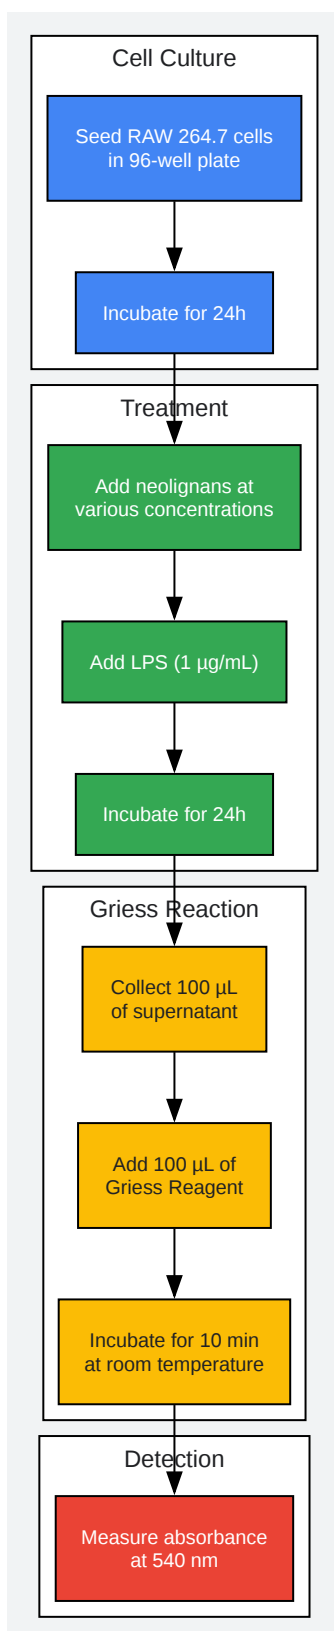 Cell Culture
Seed RAW 264.7 cells
in 96-well plate
Incubate for 24h
Treatment
Add neolignans at
various concentrations
Add LPS (1 µg/mL)
Incubate for 24h
Griess Reaction
Collect 100 µL
of supernatant
Add 100 µL of
Griess Reagent
Incubate for 10 min
at room temperature
Detection
Measure absorbance
at 540 nm